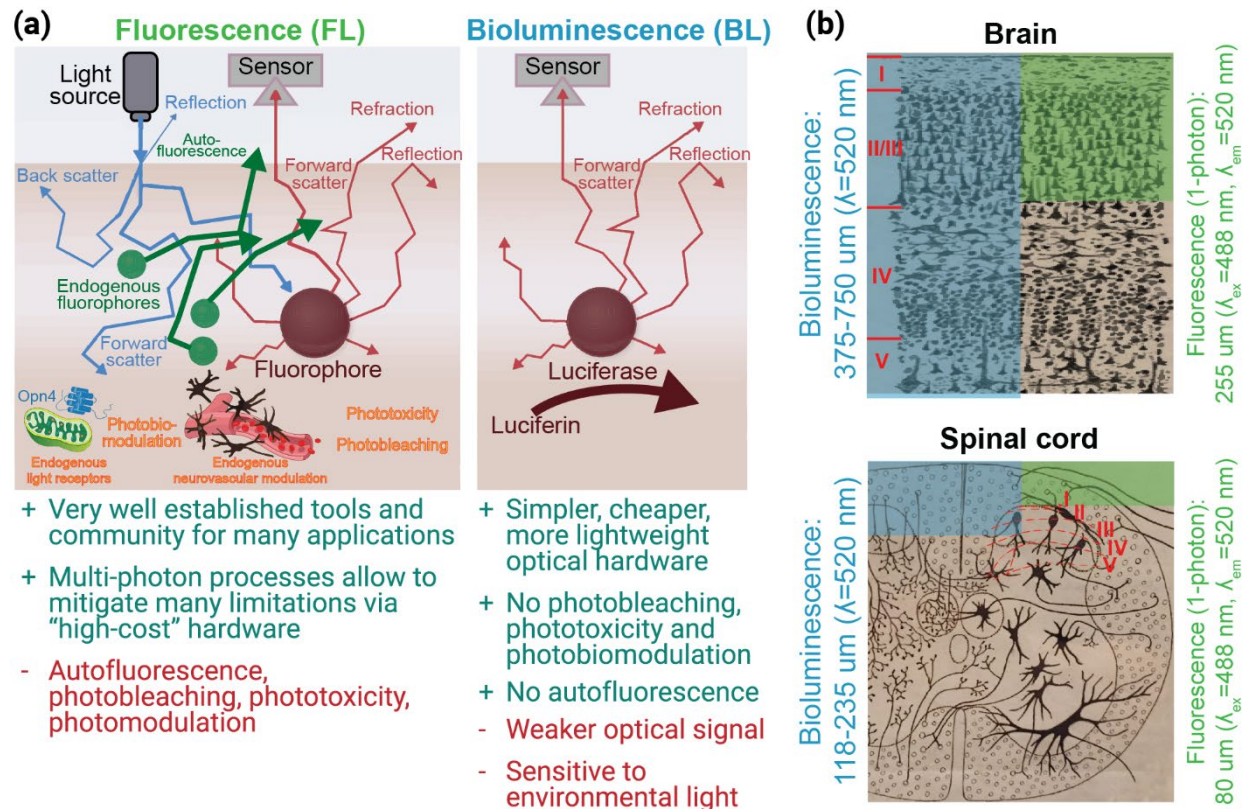 (a)
Fluorescence (FL)
Light
source
Sensor
Reflection
Auto-
fluorescence
Refraction
Reflection
Forward
scatter
Back scatter
Endogenous
fluorophores
Forward
scatter
Fluorophore
Opn4
Photobio-
modulation
Endogenous
light receptors
Endogenous
neurovascular modulation
Phototoxicity
Photobleaching
+ Very well established tools and
community for many applications
+ Multi-photon processes allow to
mitigate many limitations via
“high-cost” hardware
- Autofluorescence,
photobleaching, phototoxicity,
photomodulation
Bioluminescence (BL)
Sensor
Refraction
Reflection
Forward
scatter
Luciferase
Luciferin
+ Simpler, cheaper,
more lightweight
optical hardware
+ No photobleaching,
phototoxicity and
photobiomodulation
+ No autofluorescence
- Weaker optical signal
- Sensitive to
environmental light
(b)
Brain
Bioluminescence:
375-750 um (λ=520 nm)
I
II/III
IV
V
Fluorescence (1-photon):
255 um (λex=488 nm, λem=520 nm)
Spinal cord
Bioluminescence:
118-235 um (λ=520 nm)
I
II
III
IV
V
Fluorescence (1-photon):
80 um (λex=488 nm, λem=520 nm)